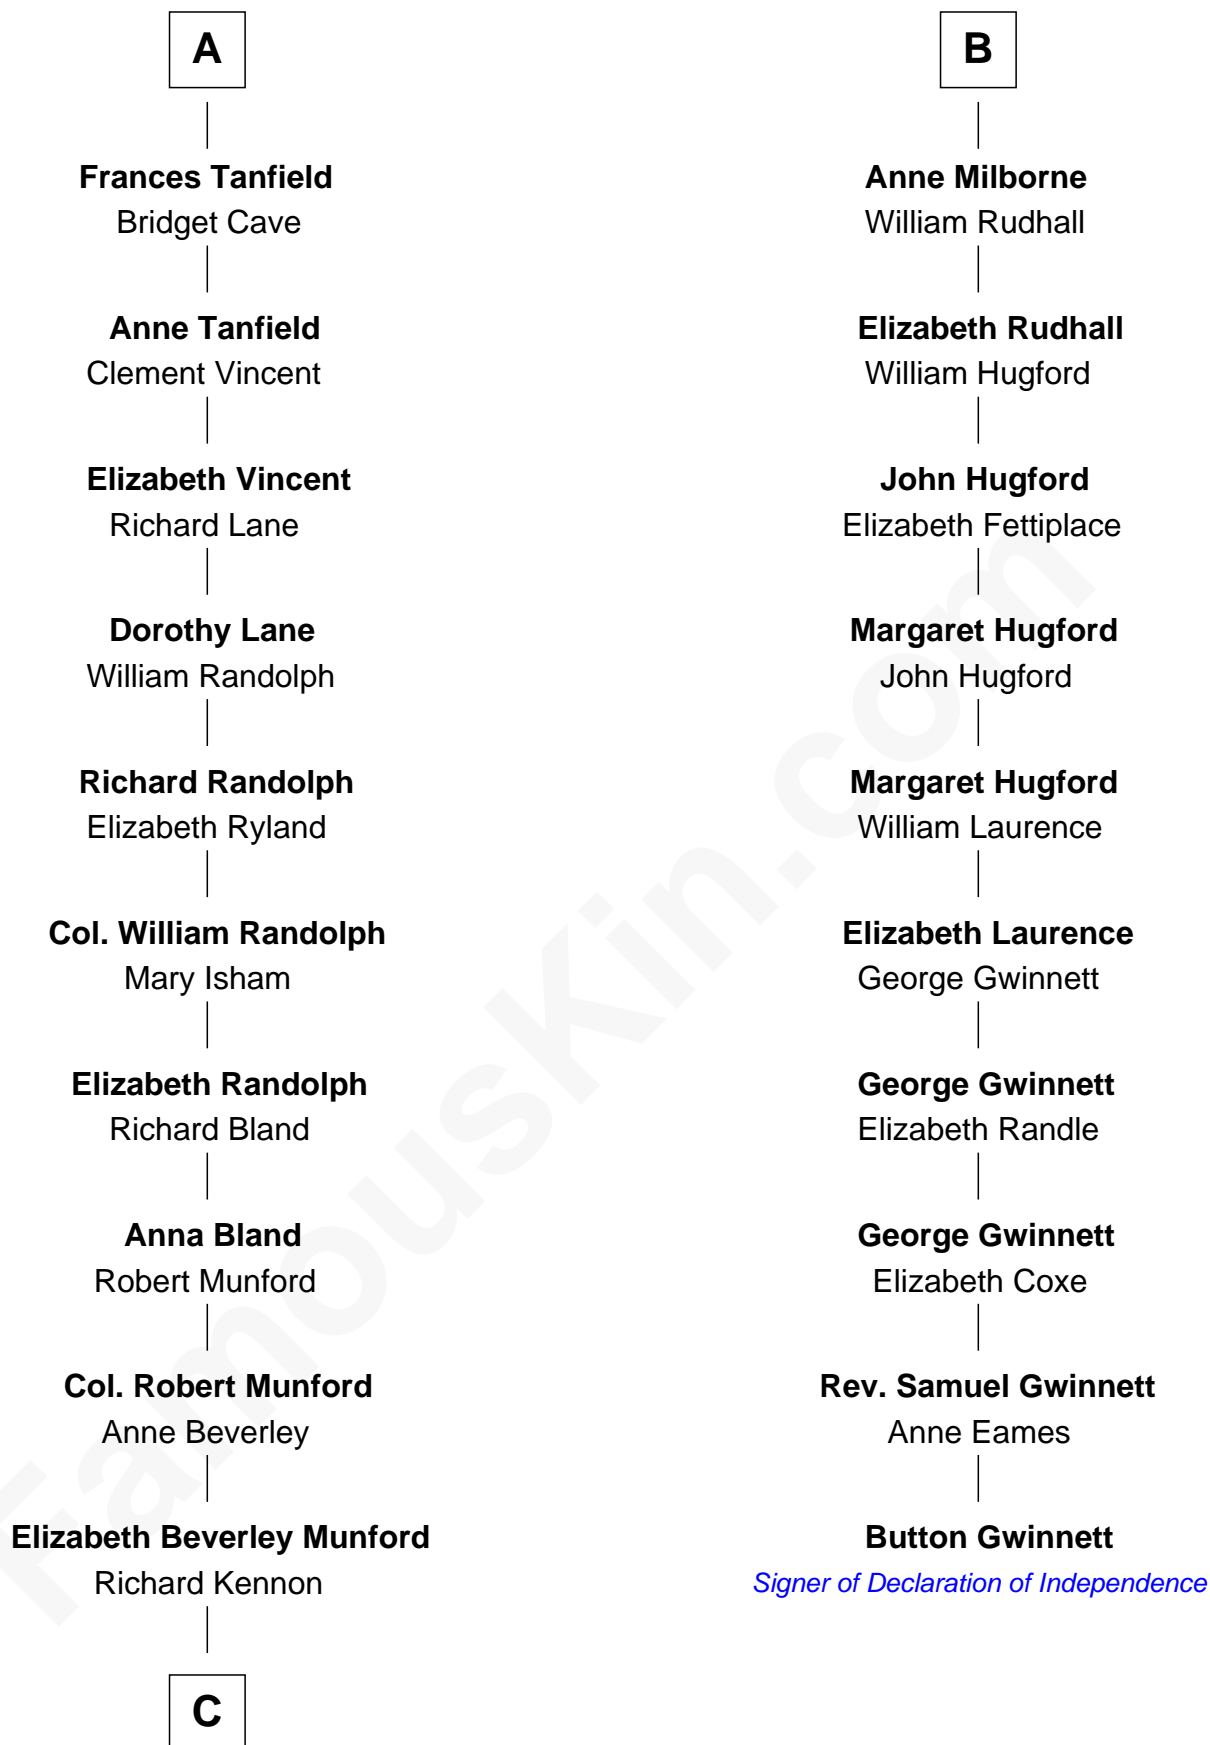 A
Frances Tanfield
Bridget Cave
Anne Tanfield
Clement Vincent
Elizabeth Vincent
Richard Lane
Dorothy Lane
William Randolph
Richard Randolph
Elizabeth Ryland
Col. William Randolph
Mary Isham
Elizabeth Randolph
Richard Bland
Anna Bland
Robert Munford
Col. Robert Munford
Anne Beverley
Elizabeth Beverley Munford
Richard Kennon
C
B
Anne Milborne
William Rudhall
Elizabeth Rudhall
William Hugford
John Hugford
Elizabeth Fettiplace
Margaret Hugford
John Hugford
Margaret Hugford
William Laurence
Elizabeth Laurence
George Gwinnett
George Gwinnett
Elizabeth Randle
George Gwinnett
Elizabeth Coxe
Rev. Samuel Gwinnett
Anne Eames
Button Gwinnett
Signer of Declaration of Independence
FamousKin.com